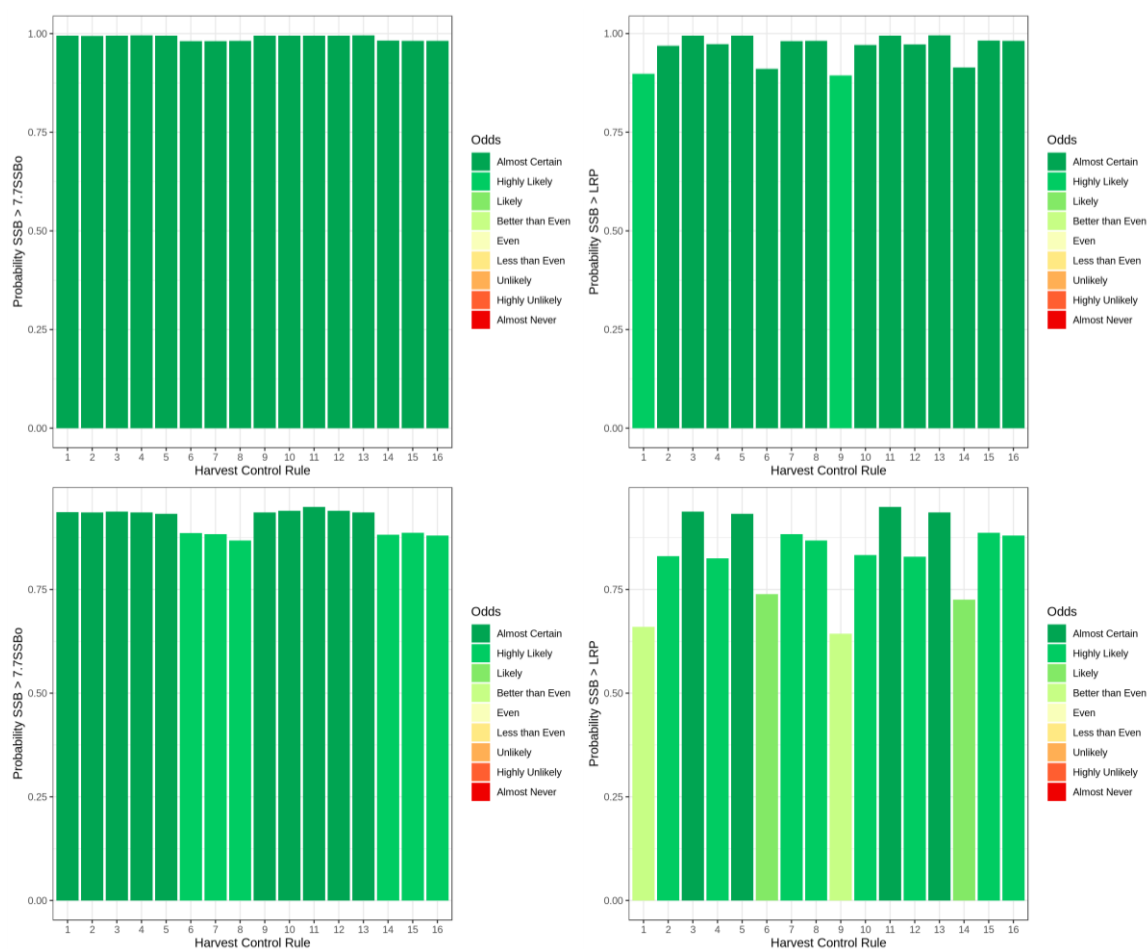 Probability SSB > 7.7SSBo
1.00
0.75
0.50
0.25
0.00
1 2 3 4 5 6 7 8 9 10 11 12 13 14 15 16
Harvest Control Rule
Odds
Almost Certain
Highly Likely
Likely
Better than Even
Even
Less than Even
Unlikely
Highly Unlikely
Almost Never
Probability SSB > LRP
1.00
0.75
0.50
0.25
0.00
1 2 3 4 5 6 7 8 9 10 11 12 13 14 15 16
Harvest Control Rule
Odds
Almost Certain
Highly Likely
Likely
Better than Even
Even
Less than Even
Unlikely
Highly Unlikely
Almost Never
Probability SSB > 7.7SSBo
0.75
0.50
0.25
0.00
1 2 3 4 5 6 7 8 9 10 11 12 13 14 15 16
Harvest Control Rule
Odds
Almost Certain
Highly Likely
Likely
Better than Even
Even
Less than Even
Unlikely
Highly Unlikely
Almost Never
Probability SSB > LRP
0.75
0.50
0.25
0.00
1 2 3 4 5 6 7 8 9 10 11 12 13 14 15 16
Harvest Control Rule
Odds
Almost Certain
Highly Likely
Likely
Better than Even
Even
Less than Even
Unlikely
Highly Unlikely
Almost Never